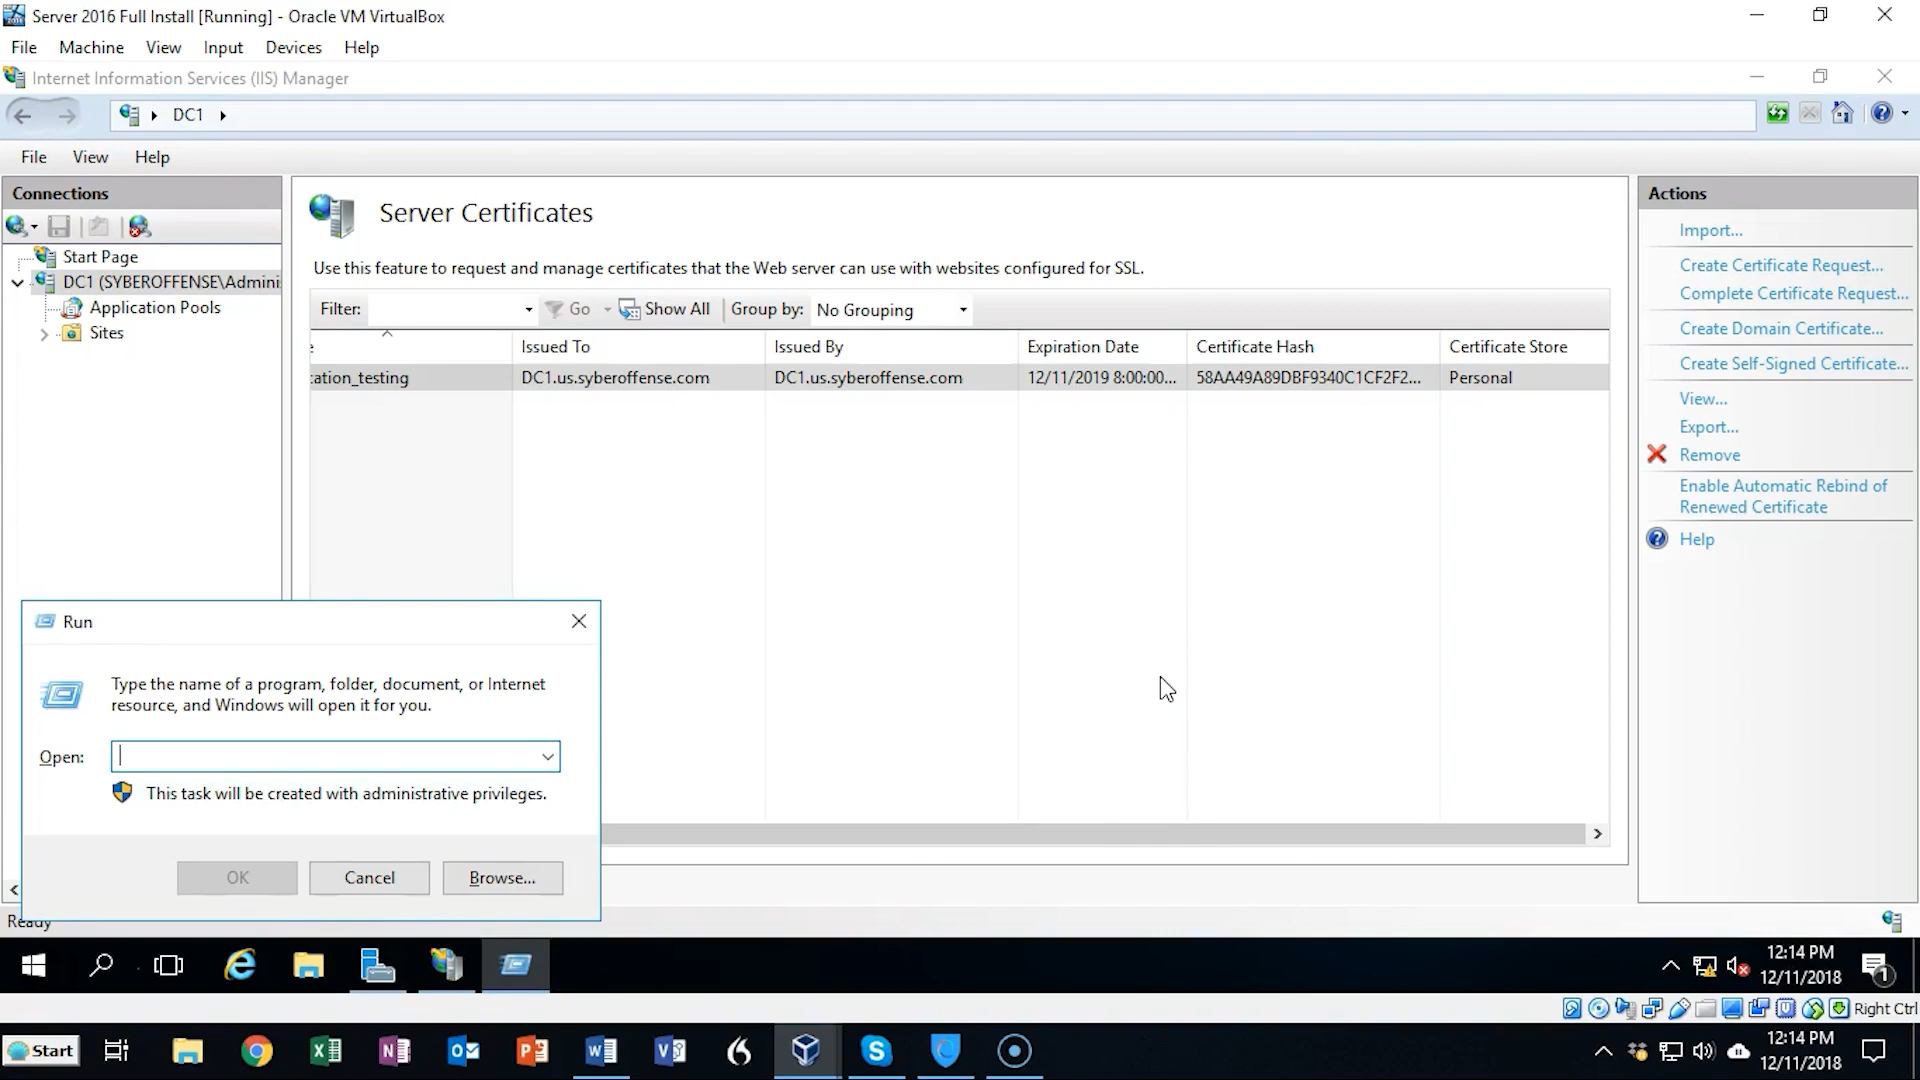 Server 2016 Full Install [Running] - Oracle VM VirtualBox
File Machine View Input Devices Help
Internet Information Services (IIS) Manager
DC1
File View Help
Connections
Start Page
DC1 (SYBEROFFENSE\Admini
Application Pools
Sites
Server Certificates
Use this feature to request and manage certificates that the Web server can use with websites configured for SSL.
Filter: Go Show All Group by: No Grouping
Issued To Issued By Expiration Date Certificate Hash Certificate Store
cation_testing DC1.us.syberoffense.com DC1.us.syberoffense.com 12/11/2019 8:00:00... 58AA49A89DBF9340C1CF2F2... Personal
Actions
Import...
Create Certificate Request...
Complete Certificate Request...
Create Domain Certificate...
Create Self-Signed Certificate...
View...
Export...
Remove
Enable Automatic Rebind of
Renewed Certificate
Help
Run
Type the name of a program, folder, document, or Internet
resource, and Windows will open it for you.
Open:
This task will be created with administrative privileges.
OK Cancel Browse...
Ready
12:14 PM
12/11/2018
1
Right Ctrl
Start
12:14 PM
12/11/2018